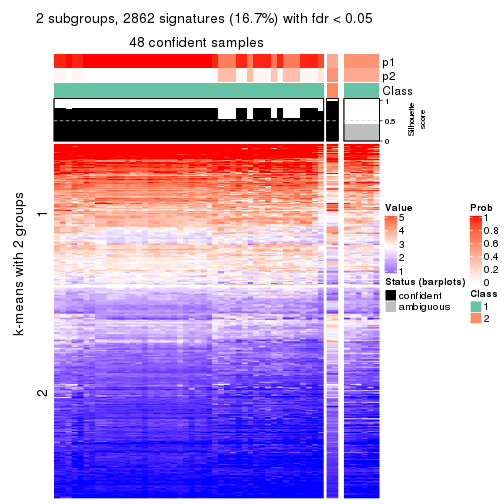 2 subgroups, 2862 signatures (16.7%) with fdr < 0.05
48 confident samples
p1
p2
Class
1
0.5
0
Silhouette
score
k-means with 2 groups
1
2
Value
5
4
3
2
1
Status (barplots)
confident
ambiguous
Prob
1
0.8
0.6
0.4
0.2
0
Class
1
2